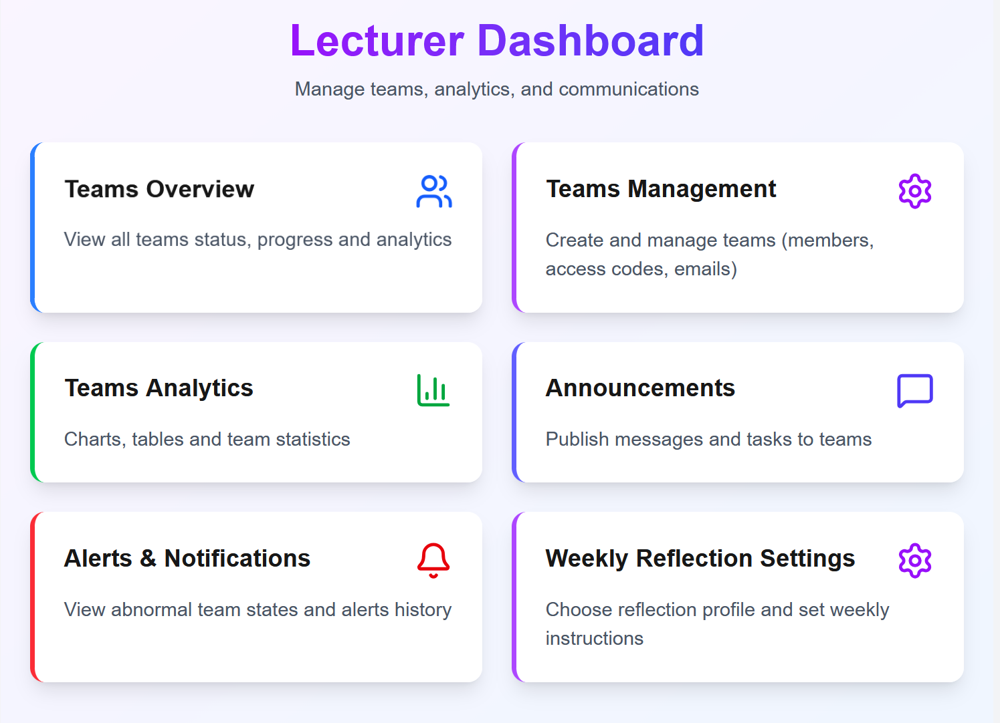 Lecturer Dashboard
Manage teams, analytics, and communications
Teams Overview
View all teams status, progress and analytics
Teams Management
Create and manage teams (members,
access codes, emails)
Teams Analytics
Charts, tables and team statistics
Announcements
Publish messages and tasks to teams
Alerts & Notifications
View abnormal team states and alerts history
Weekly Reflection Settings
Choose reflection profile and set weekly
instructions